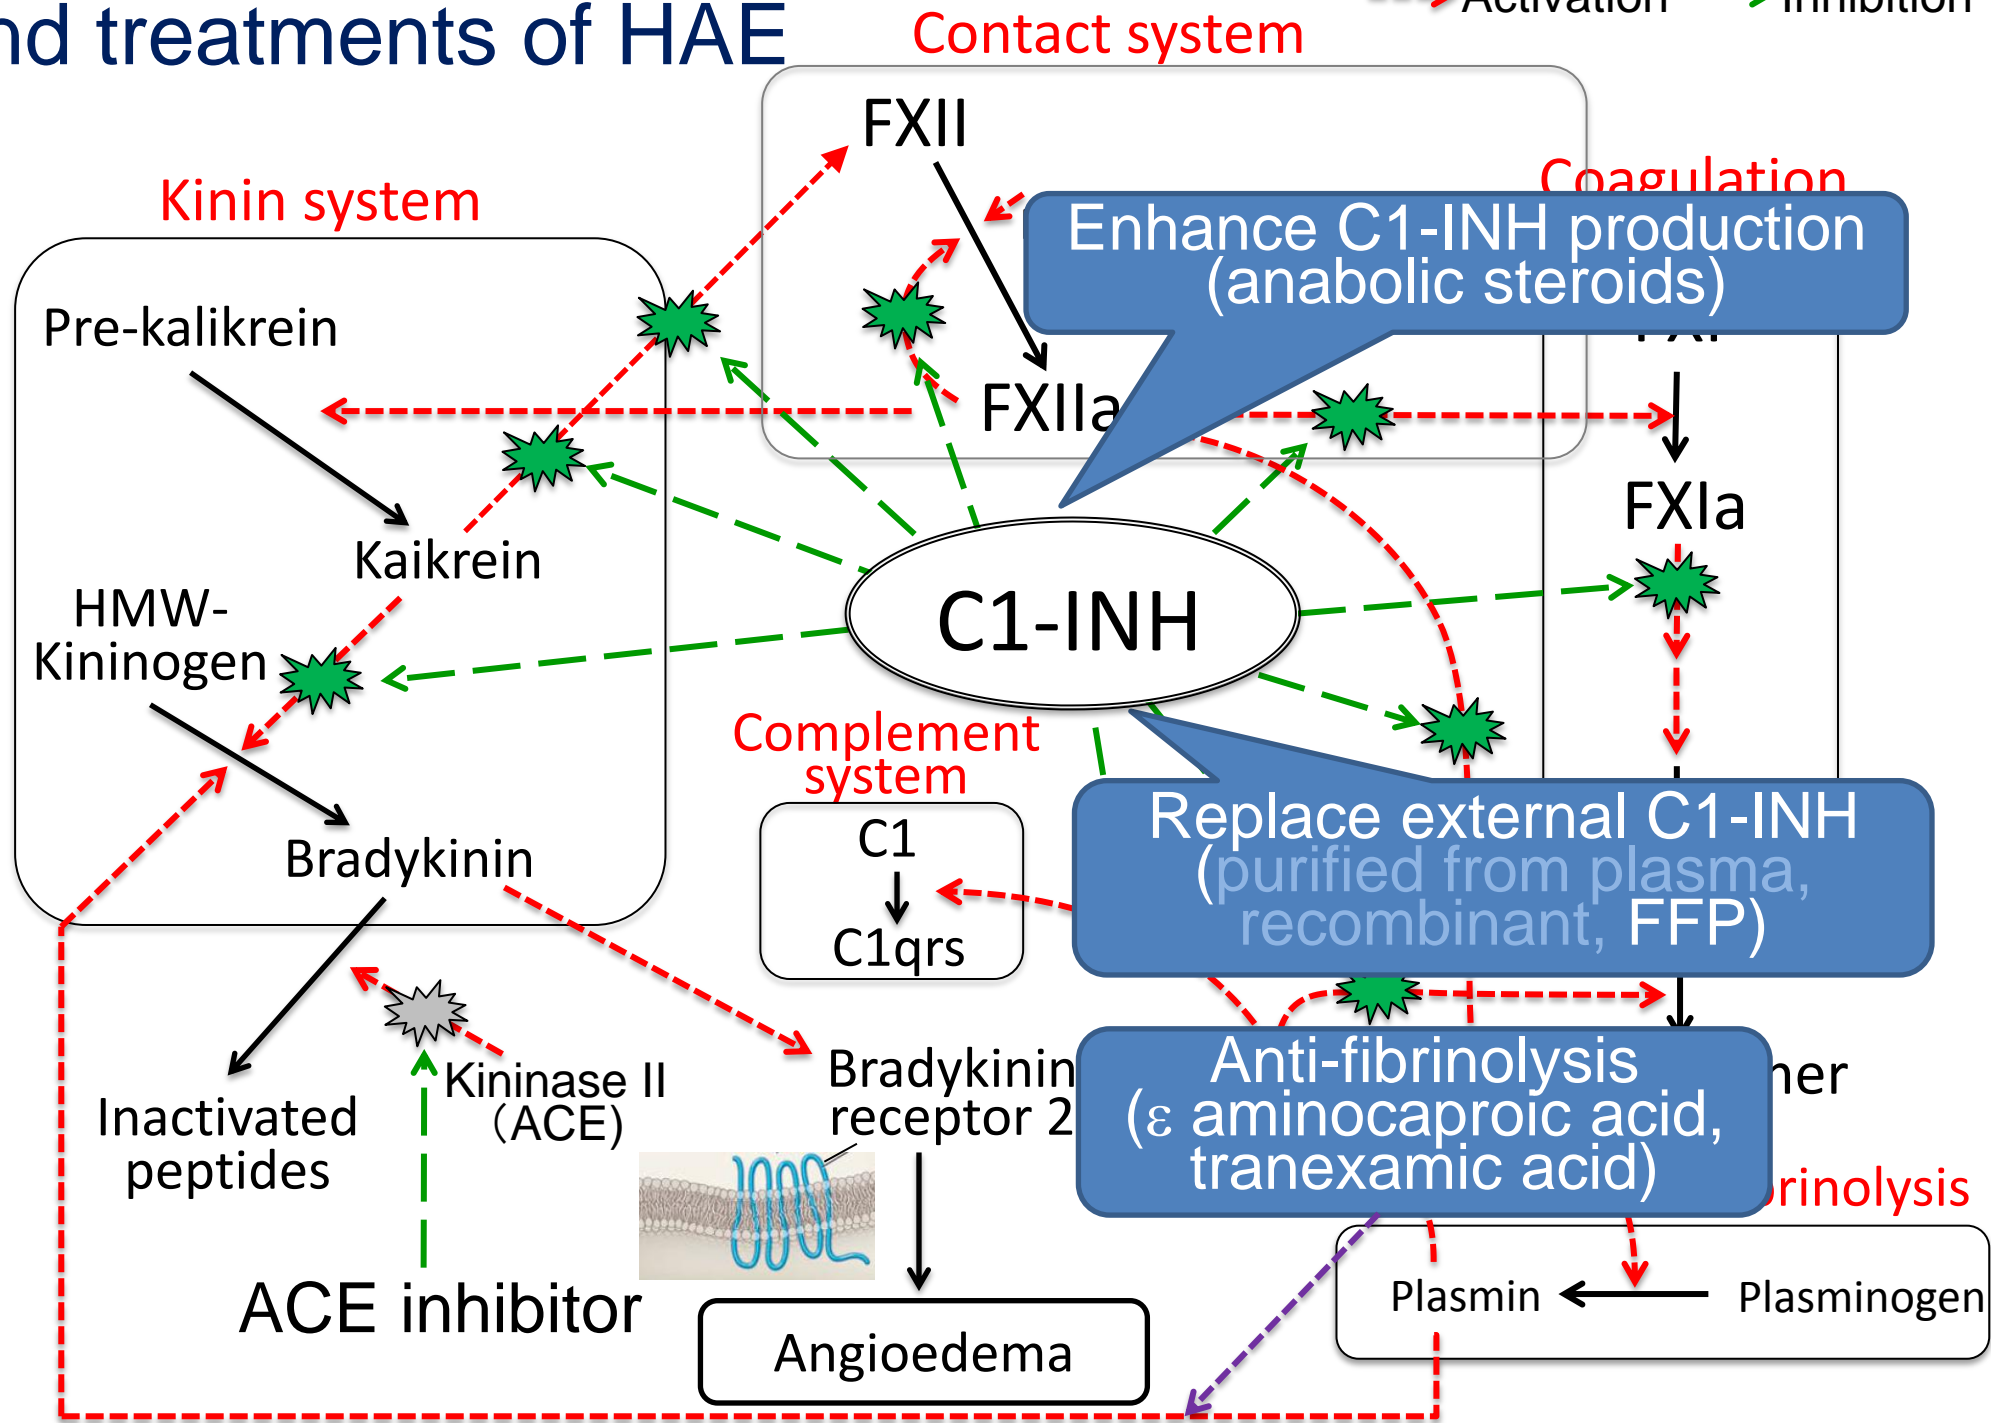 nd treatments of HAE
Activation
Inhibition
Contact system
FXII
Kinin system
Coagulation
Enhance C1-INH production
(anabolic steroids)
Pre-kalikrein
FXI
FXIIa
FXIa
Kaikrein
HMW-
Kininogen
C1-INH
Complement
system
Replace external C1-INH
(purified from plasma,
recombinant, FFP)
C1
C1qrs
Bradykinin
Kininase II
(ACE)
Bradykinin
receptor 2
Anti-fibrinolysis
(ε aminocaproic acid,
tranexamic acid)
ner
Inactivated
peptides
brinolysis
ACE inhibitor
Plasmin
Plasminogen
Angioedema